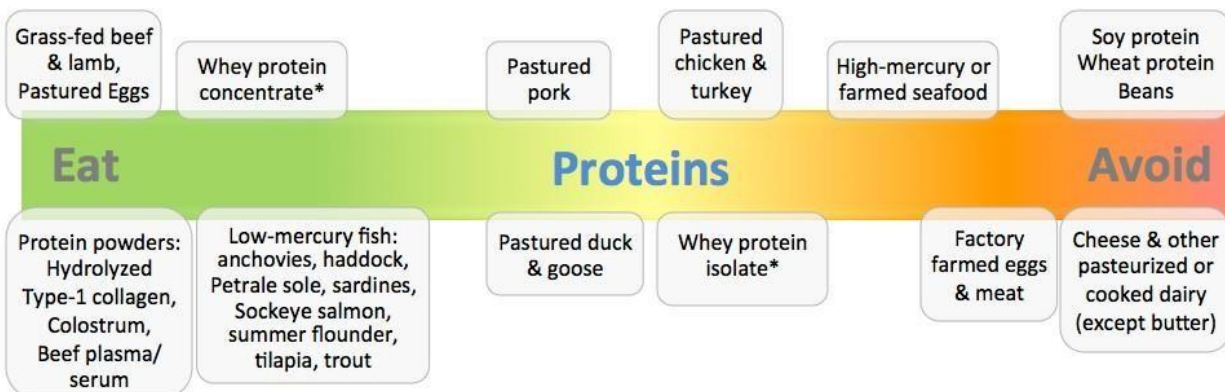 Grass-fed beef
& lamb,
Pastured Eggs
Whey protein
concentrate*
Pastured
pork
Pastured
chicken &
turkey
High-mercury or
farmed seafood
Soy protein
Wheat protein
Beans
Eat
Proteins
Avoid
Protein powders:
Hydrolyzed
Type-1 collagen,
Colostrum,
Beef plasma/
serum
Low-mercury fish:
anchovies, haddock,
Petrale sole, sardines,
Sockeye salmon,
summer flounder,
tilapia, trout
Pastured duck
& goose
Whey protein
isolate*
Factory
farmed eggs
& meat
Cheese & other
pasteurized or
cooked dairy
(except butter)